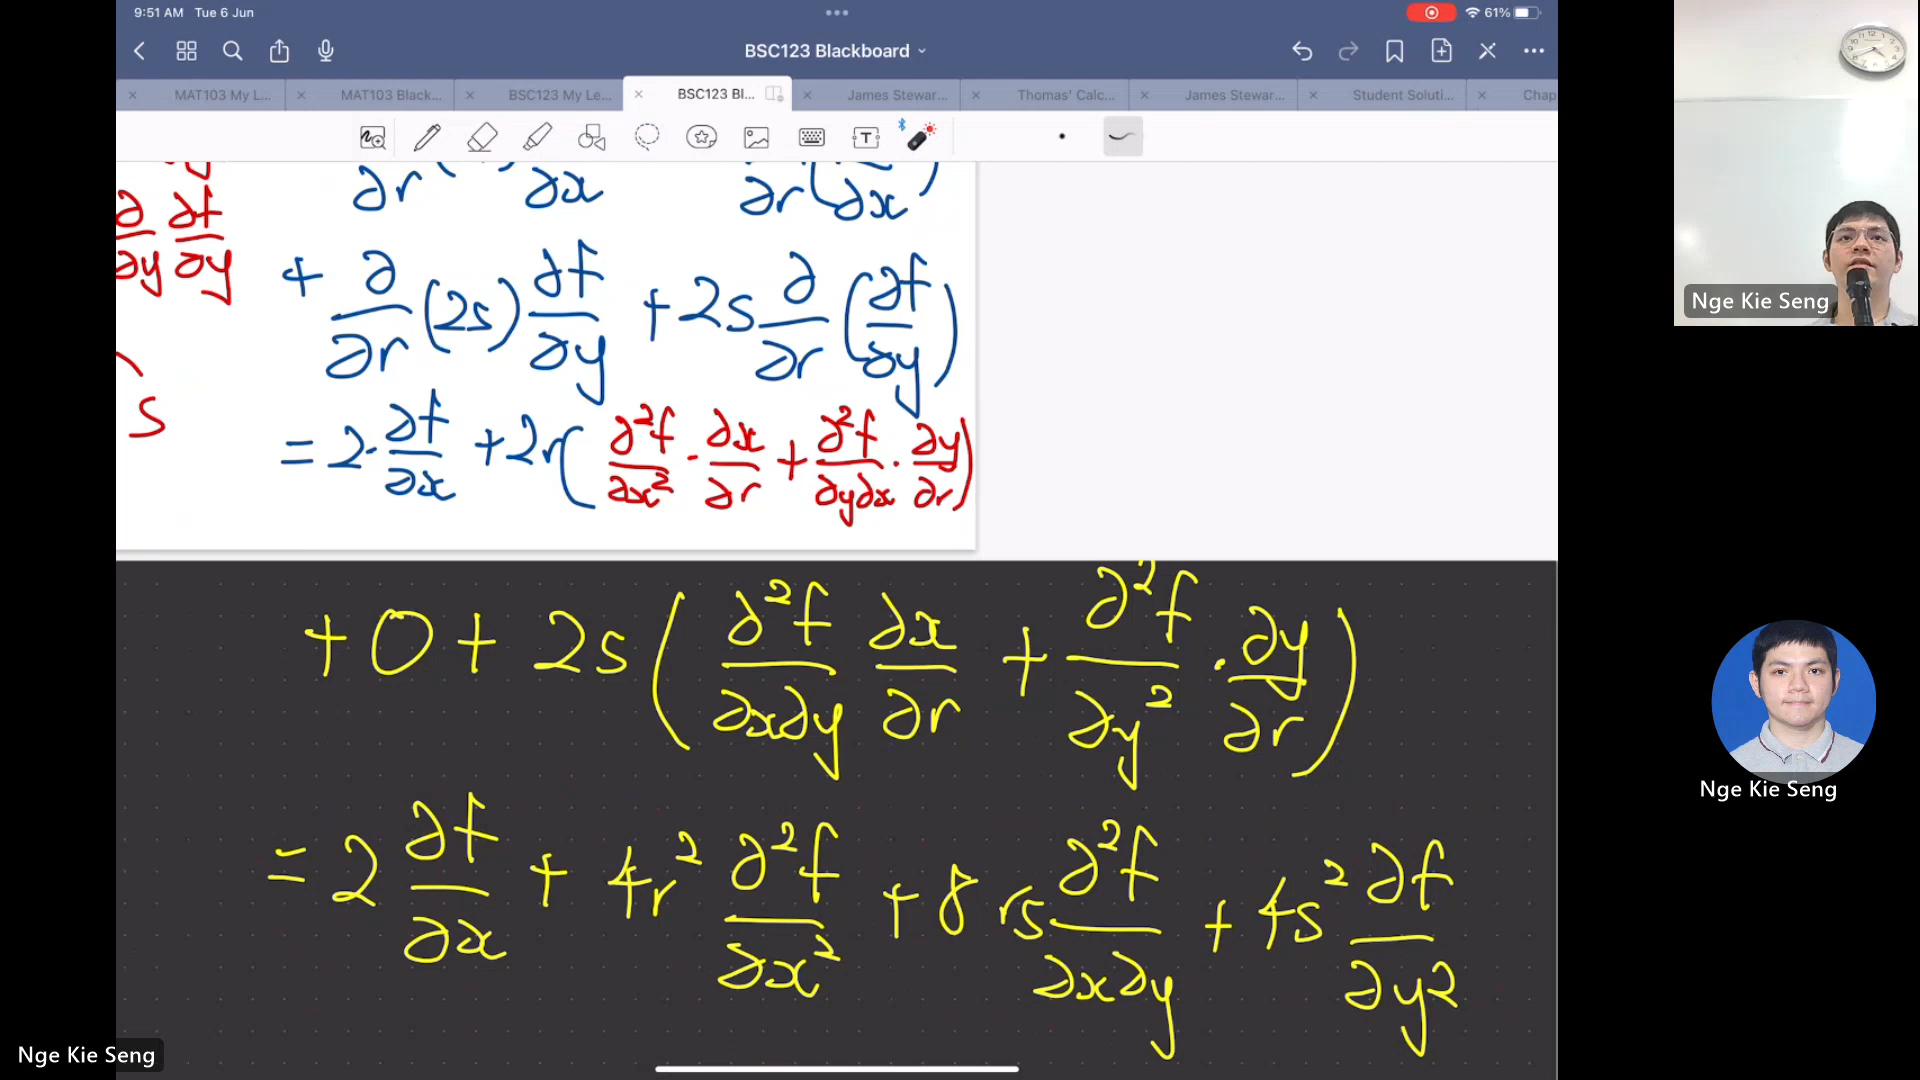 9:51 AM Tue 6 Jun
61%
BSC123 Blackboard
MAT103 My L...
MAT103 Black...
BSC123 My Le...
BSC123 Bl...
James Stewar...
Thomas' Calc...
James Stewar...
Student Soluti...
Chap
∂/∂y ∂f/∂y
∂r ( ∂x ∂r(∂x)
+ ∂/∂r (2s) ∂f/∂y + 2s ∂/∂r (∂f/∂y)
s
= 2·∂f/∂x + 2r( ∂²f/∂x² · ∂x/∂r + ∂²f/∂y∂x · ∂y/∂r )
+ 0 + 2s ( ∂²f/∂x∂y ∂x/∂r + ∂²f/∂y² · ∂y/∂r )
= 2 ∂f/∂x + 4r² ∂²f/∂x² + 8 rs ∂²f/∂x∂y + 4s² ∂f/∂y²
Nge Kie Seng
Nge Kie Seng
Nge Kie Seng